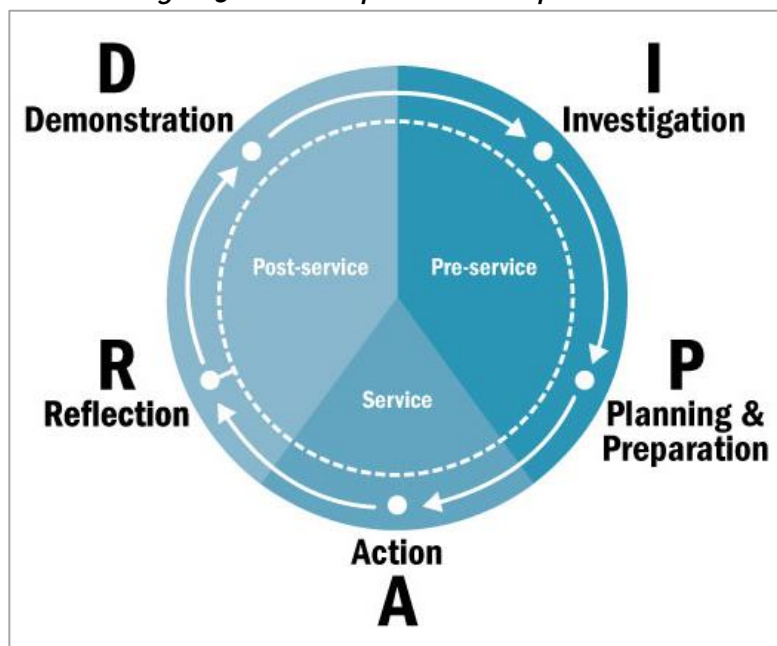 D
Demonstration
I
Investigation
Post-service
Pre-service
R
Reflection
Service
P
Planning &
Preparation
Action
A